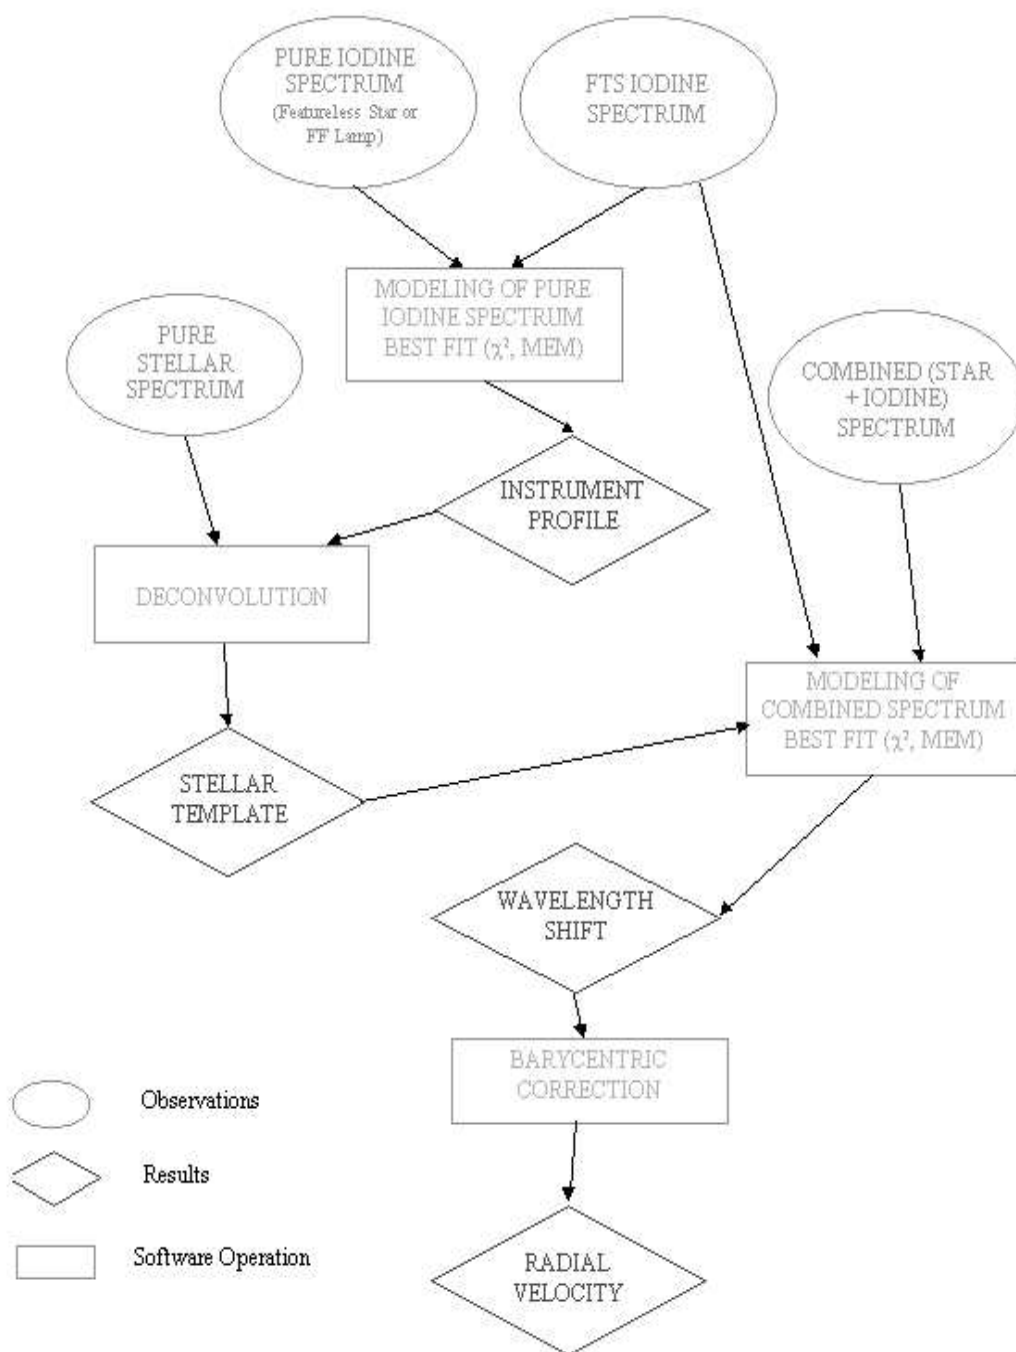 PURE IODINE
SPECTRUM
(Featureless Star or
FF Lamp)
FTS IODINE
SPECTRUM
MODELING OF PURE
IODINE SPECTRUM
BEST FIT (χ², MEM)
PURE
STELLAR
SPECTRUM
COMBINED (STAR
+ IODINE)
SPECTRUM
INSTRUMENT
PROFILE
DECONVOLUTION
MODELING OF
COMBINED SPECTRUM
BEST FIT (χ², MEM)
STELLAR
TEMPLATE
WAVELENGTH
SHIFT
BARYCENTRIC
CORRECTION
Observations
Results
Software Operation
RADIAL
VELOCITY